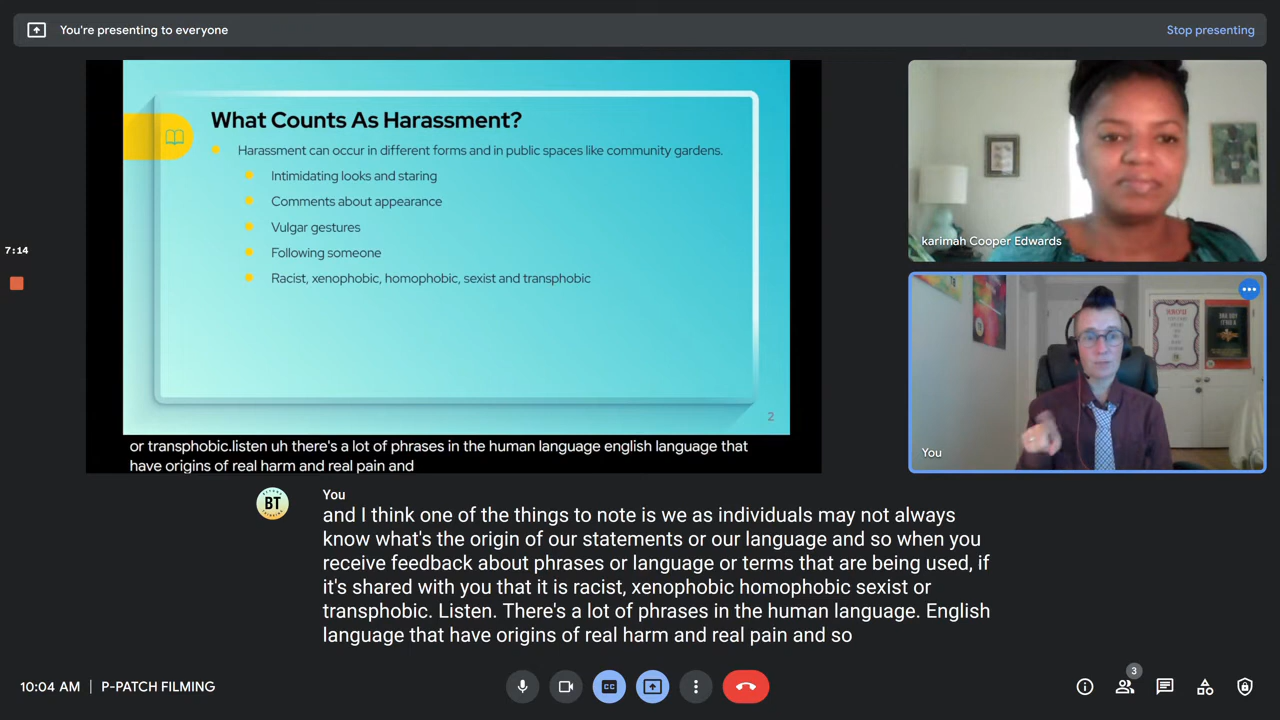 You're presenting to everyone
Stop presenting
What Counts As Harassment?
Harassment can occur in different forms and in public spaces like community gardens.
Intimidating looks and staring
Comments about appearance
Vulgar gestures
Following someone
Racist, xenophobic, homophobic, sexist and transphobic
2
or transphobic.listen uh there's a lot of phrases in the human language english language that
have origins of real harm and real pain and
7:14
karimah Cooper Edwards
You
BT
You
and I think one of the things to note is we as individuals may not always
know what's the origin of our statements or our language and so when you
receive feedback about phrases or language or terms that are being used, if
it's shared with you that it is racist, xenophobic homophobic sexist or
transphobic. Listen. There's a lot of phrases in the human language. English
language that have origins of real harm and real pain and so
10:04 AM | P-PATCH FILMING
CC
3